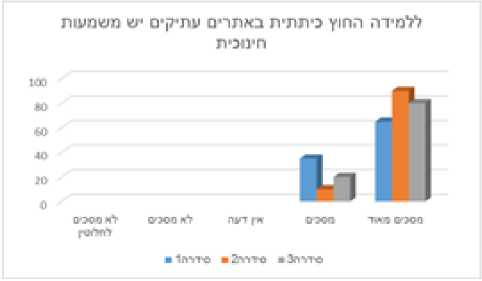 ללמידה החוץ כיתתית באתרים עתיקים יש משמעות
חינוכית
100
80
60
40
20
0
מסכים מאוד
מסכים
אין דעה
לא מסכים
לא מסכים
לחלוטין
סידרה1 סידרה2 סידרה3